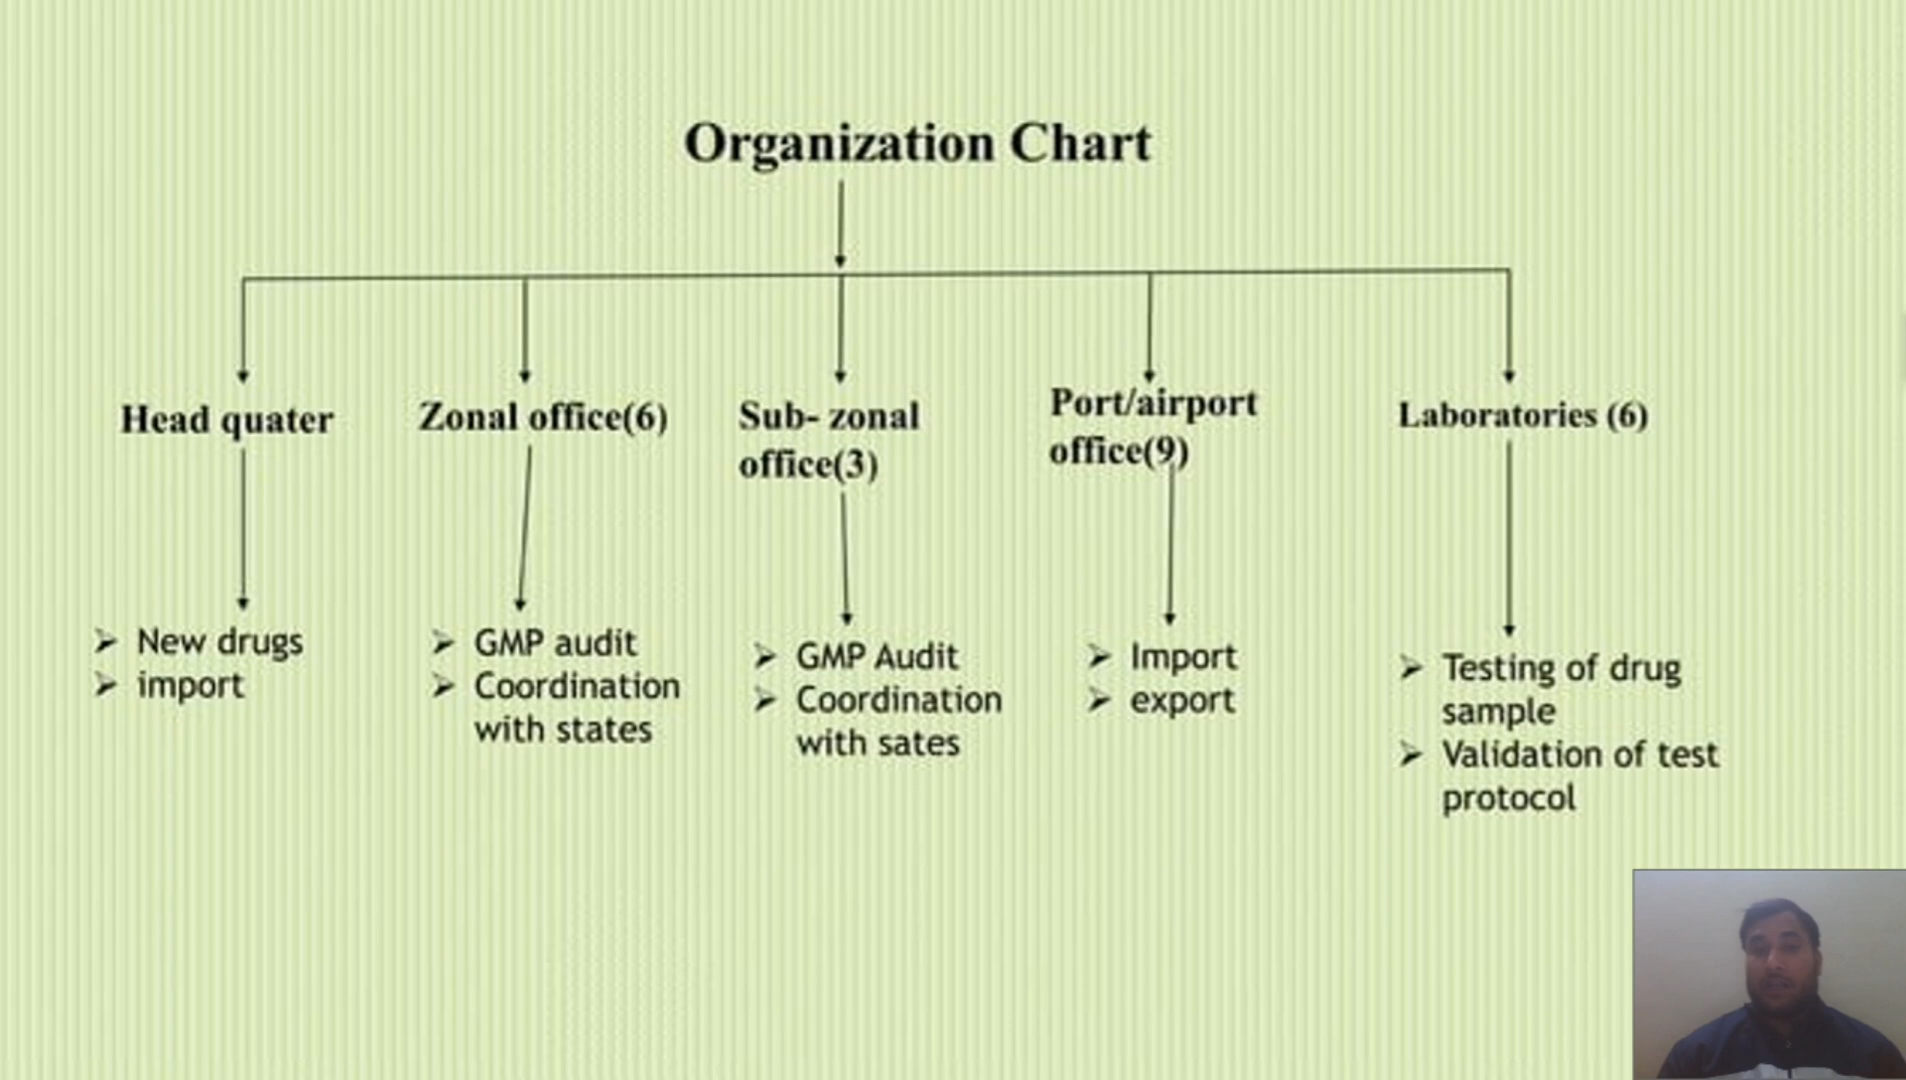 Organization Chart
Head quater
➢ New drugs
➢ import
Zonal office(6)
➢ GMP audit
➢ Coordination
with states
Sub- zonal
office(3)
➢ GMP Audit
➢ Coordination
with sates
Port/airport
office(9)
➢ Import
➢ export
Laboratories (6)
➢ Testing of drug
sample
➢ Validation of test
protocol